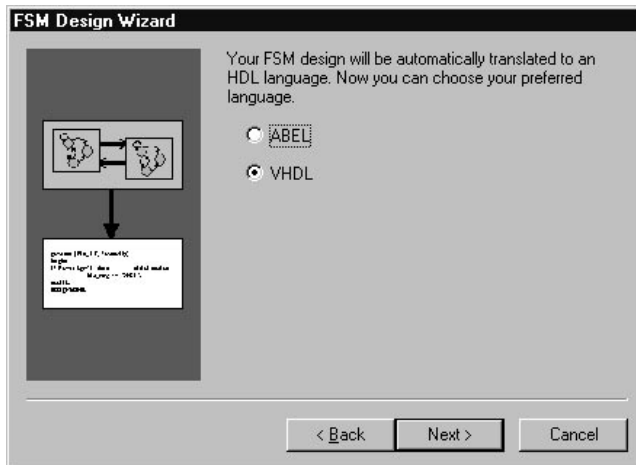 FSM Design Wizard
Your FSM design will be automatically translated to an
HDL language. Now you can choose your preferred
language.
ABEL
VHDL
< Back
Next >
Cancel